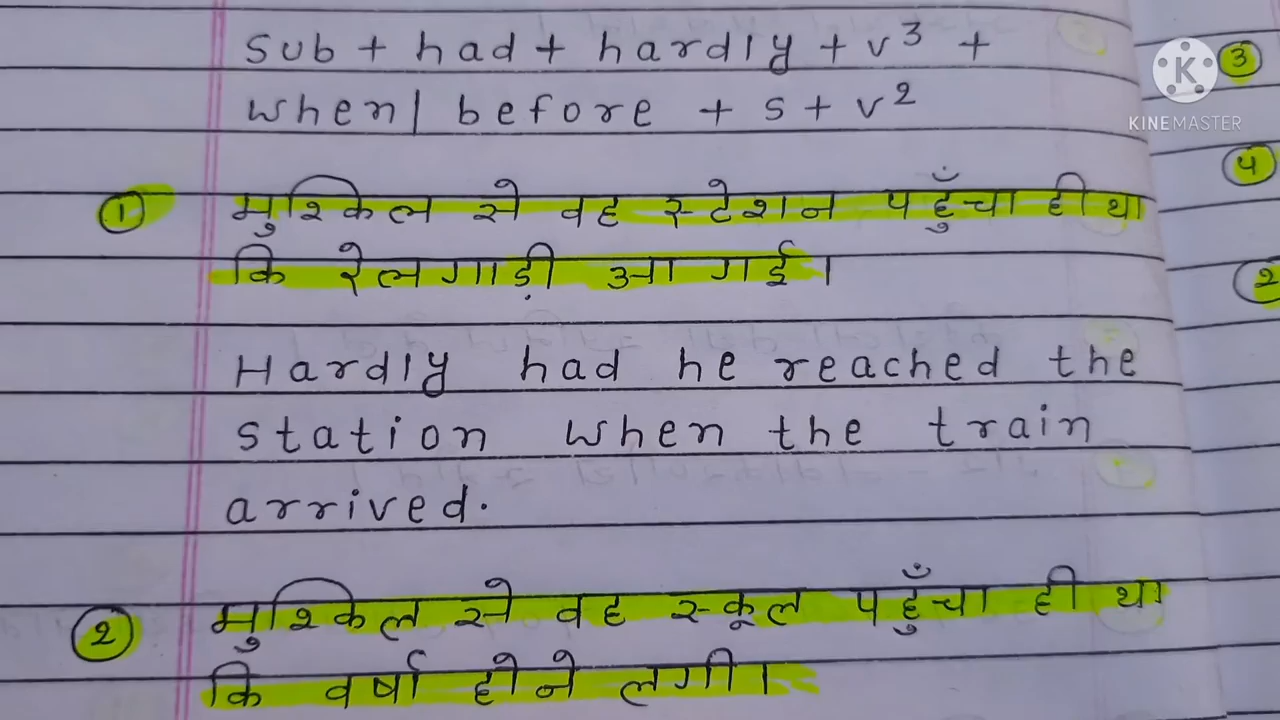 Sub + had + hardly + v³ +
when| before + s + v²
① मुश्किल से वह स्टेशन पहुँचा ही था
कि रेलगाड़ी आ गई।
Hardly had he reached the
station when the train
arrived.
② मुश्किल से वह स्कूल पहुँचा ही था
कि वर्षा होने लगी।
③
④
②
K
KINEMASTER